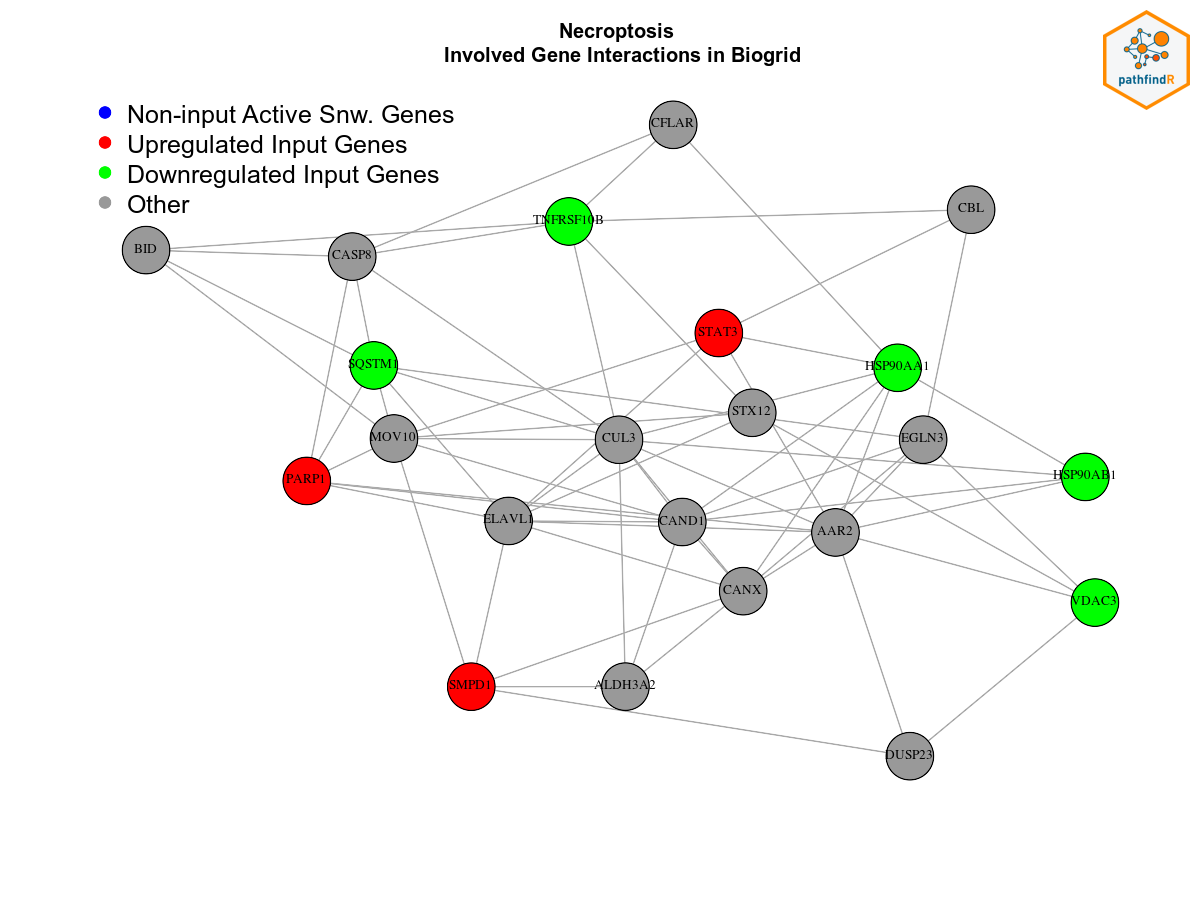 Necroptosis
Involved Gene Interactions in Biogrid
pathfindR
Non-input Active Snw. Genes
Upregulated Input Genes
Downregulated Input Genes
Other
CFLAR
CBL
TNFRSF10B
BID
CASP8
STAT3
SQSTM1
HSP90AA1
STX12
MOV10
CUL3
EGLN3
PARP1
HSP90AB1
ELAVL1
CAND1
AAR2
CANX
VDAC3
SMPD1
ALDH3A2
DUSP23